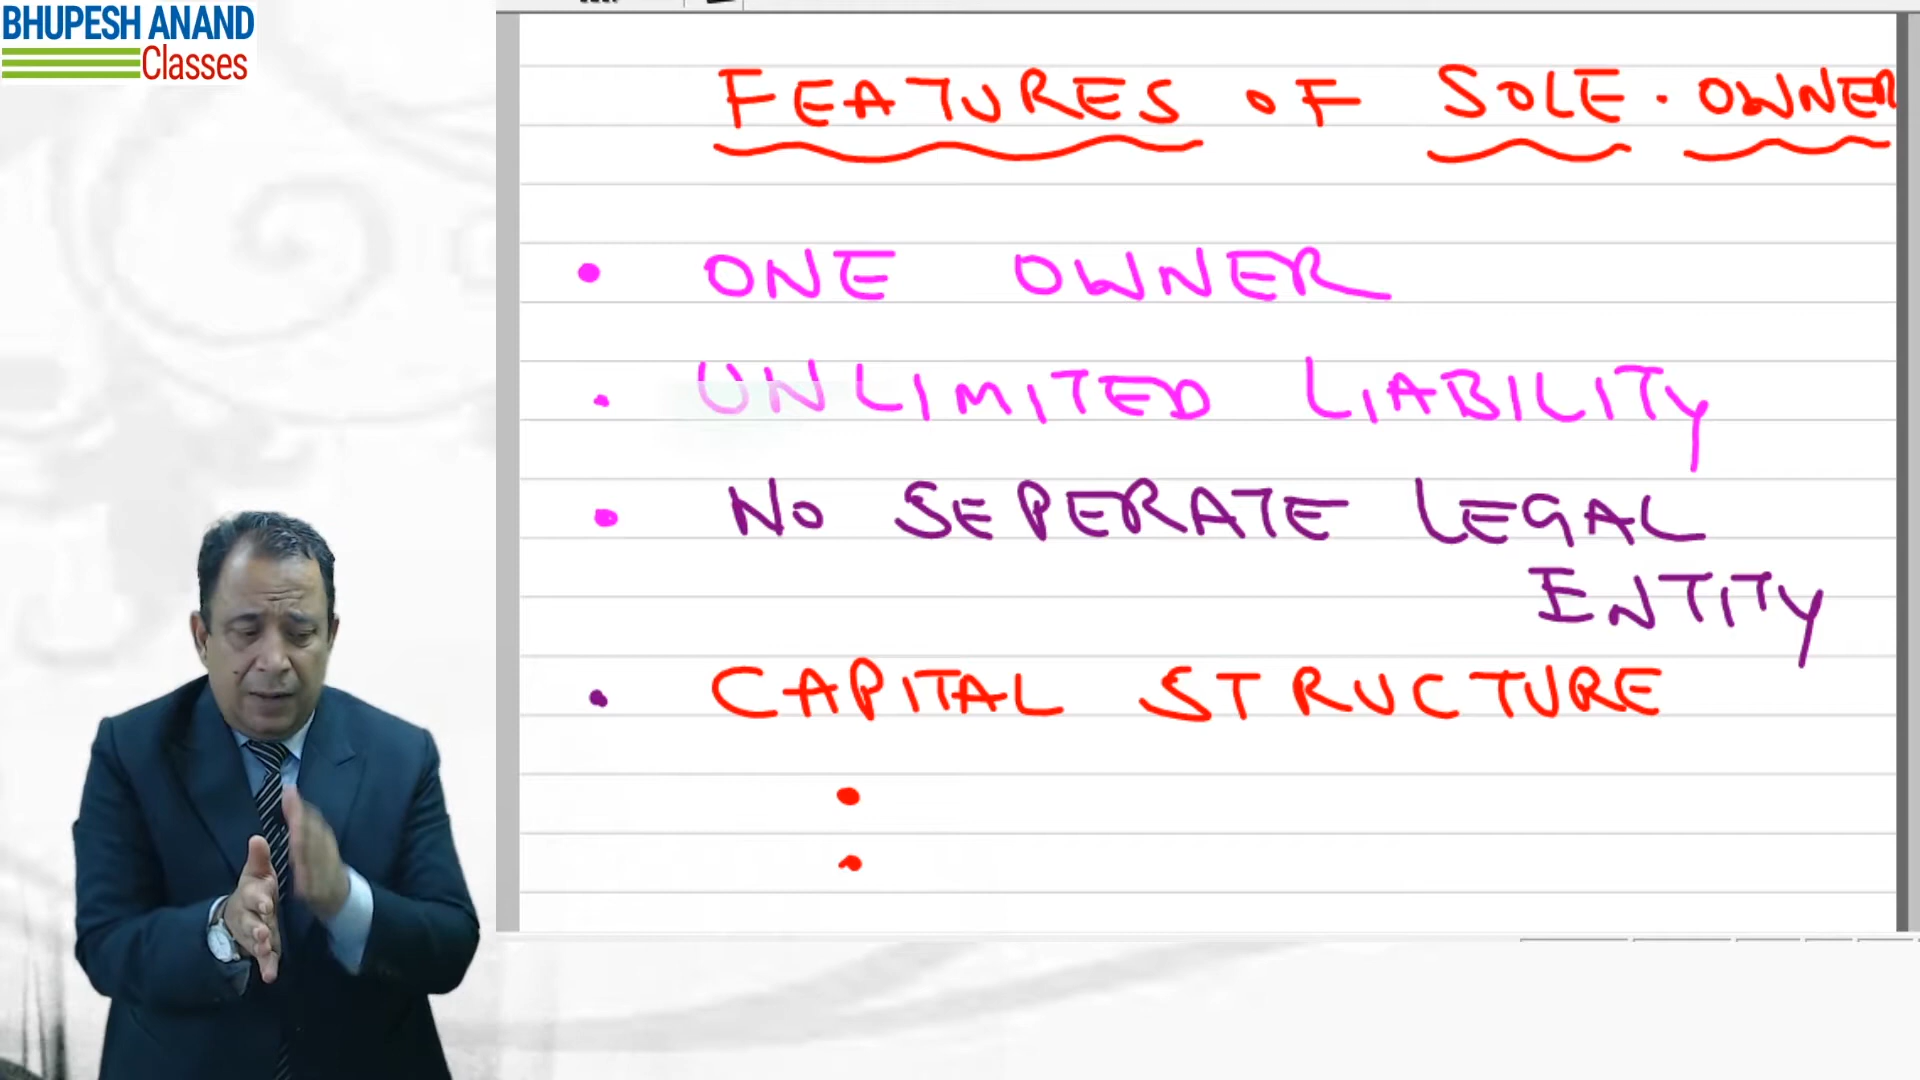 BHUPESH ANAND
Classes
FEATURES OF SOLE. OWNER
• ONE OWNER
• UNLIMITED LIABILITY
• NO SEPERATE LEGAL
ENTITY
• CAPITAL STRUCTURE
•
•